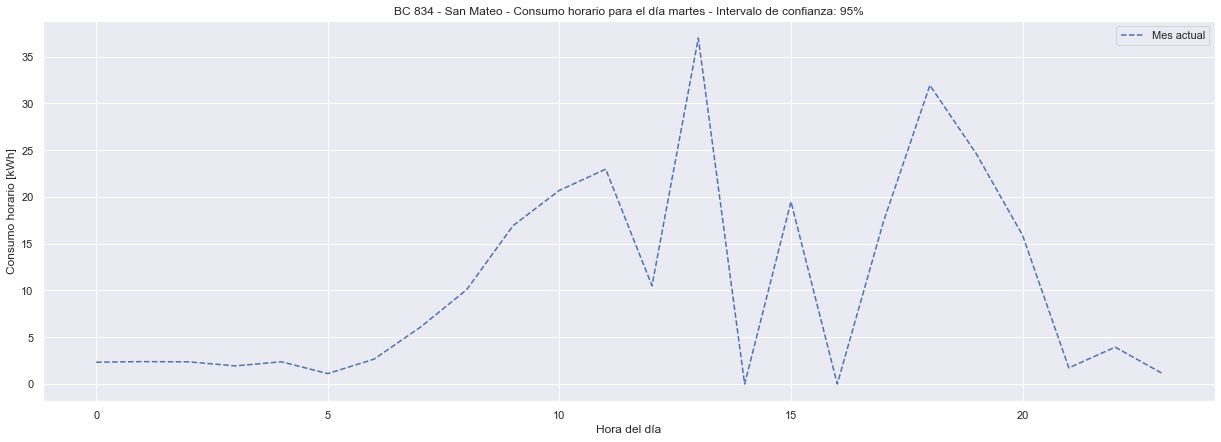 BC 834 - San Mateo - Consumo horario para el día martes - Intervalo de confianza: 95%
Mes actual
Consumo horario [kWh]
35
30
25
20
15
10
5
0
0 5 10 15 20
Hora del día